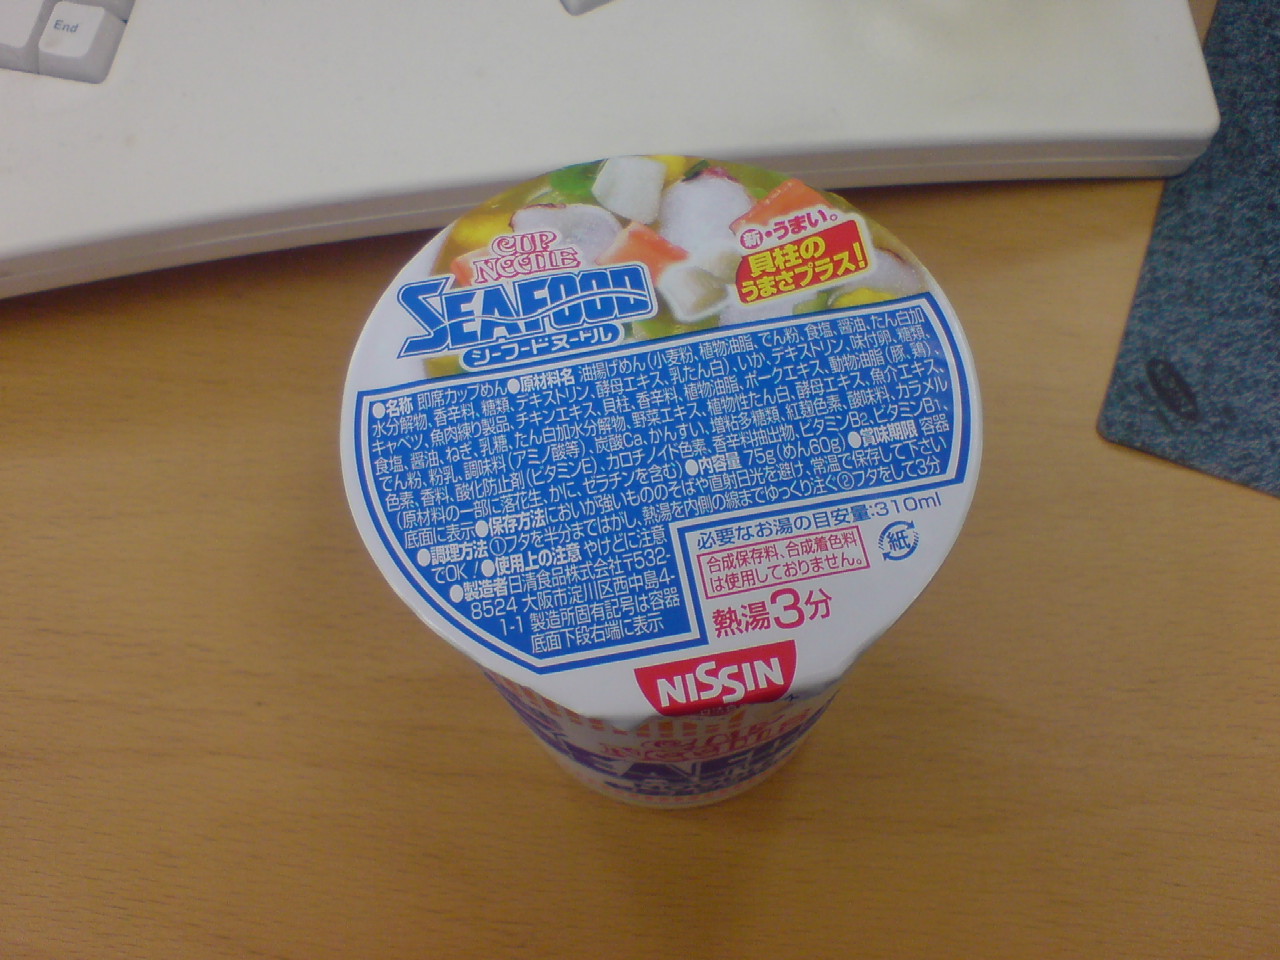 End
CUP
NOODLE
SEAFOOD
シーフードヌードル
新・うまい。
貝柱の
うまさプラス!
●名称 即席カップめん●原材料名 油揚げめん(小麦粉、植物油脂、でん粉、食塩、醤油、たん白加
水分解物、香辛料、糖類、デキストリン、酵母エキス、乳たん白)、いか、デキストリン、味付卵、糖類、
キャベツ、魚肉練り製品、チキンエキス、貝柱、香辛料、植物油脂、ポークエキス、動物油脂(豚、鶏)、
食塩、醤油、ねぎ、乳糖、たん白加水分解物、野菜エキス、植物性たん白、酵母エキス、魚介エキス、
でん粉、粉乳、調味料(アミノ酸等)、炭酸Ca、かんすい、増粘多糖類、紅麹色素、酸味料、カラメル
色素、香料、酸化防止剤(ビタミンE)、カロチノイド色素、香辛料抽出物、ビタミンB2、ビタミンB1、
(原材料の一部に落花生、かに、ゼラチンを含む)●内容量 75g(めん60g)●賞味期限 容器
底面に表示●保存方法 においが強いもののそばや直射日光を避け、常温で保存して下さい
●調理方法 ①フタを半分まではがし、熱湯を内側の線までゆっくり注ぐ②フタをして3分
でOK!●使用上の注意 やけどに注意
●製造者 日清食品株式会社〒532-
8524 大阪市淀川区西中島4-
1-1 製造所固有記号は容器
底面下段右端に表示
必要なお湯の目安量:310ml
合成保存料、合成着色料
は使用しておりません。
紙
熱湯3分
NISSIN